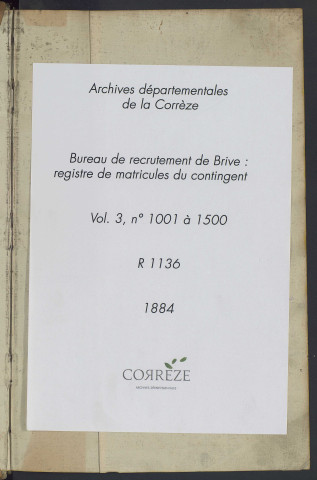 Archives départementales
de la Corrèze
Bureau de recrutement de Brive :
registre de matricules du contingent
Vol. 3, n° 1001 à 1500
R 1136
1884
CORRÈZE